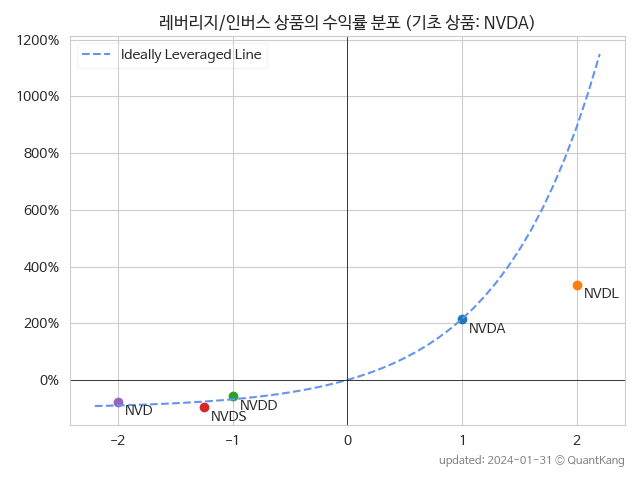 레버리지/인버스 상품의 수익률 분포 (기초 상품: NVDA)
1200%
Ideally Leveraged Line
1000%
800%
600%
400%
NVDL
200%
NVDA
0%
NVD
NVDD
NVDS
−2
−1
0
1
2
updated: 2024-01-31 © QuantKang